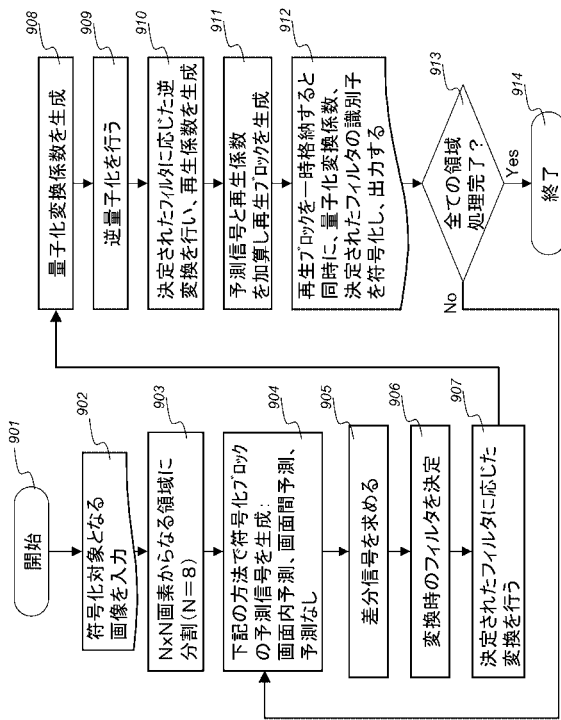 901
開始
902
符号化対象となる
画像を入力
903
NxN画素からなる領域に
分割(N=8)
904
下記の方法で符号化ブロック
の予測信号を生成:
画面内予測、画面間予測、
予測なし
905
差分信号を求める
906
変換時のフィルタを決定
907
決定されたフィルタに応じた
変換を行う
908
量子化変換係数を生成
909
逆量子化を行う
910
決定されたフィルタに応じた逆
変換を行い、再生係数を生成
911
予測信号と再生係数
を加算し再生ブロックを生成
912
再生ブロックを一時格納すると
同時に、量子化変換係数、
決定されたフィルタの識別子
を符号化し、出力する
913
全ての領域
処理完了?
No
Yes
914
終了